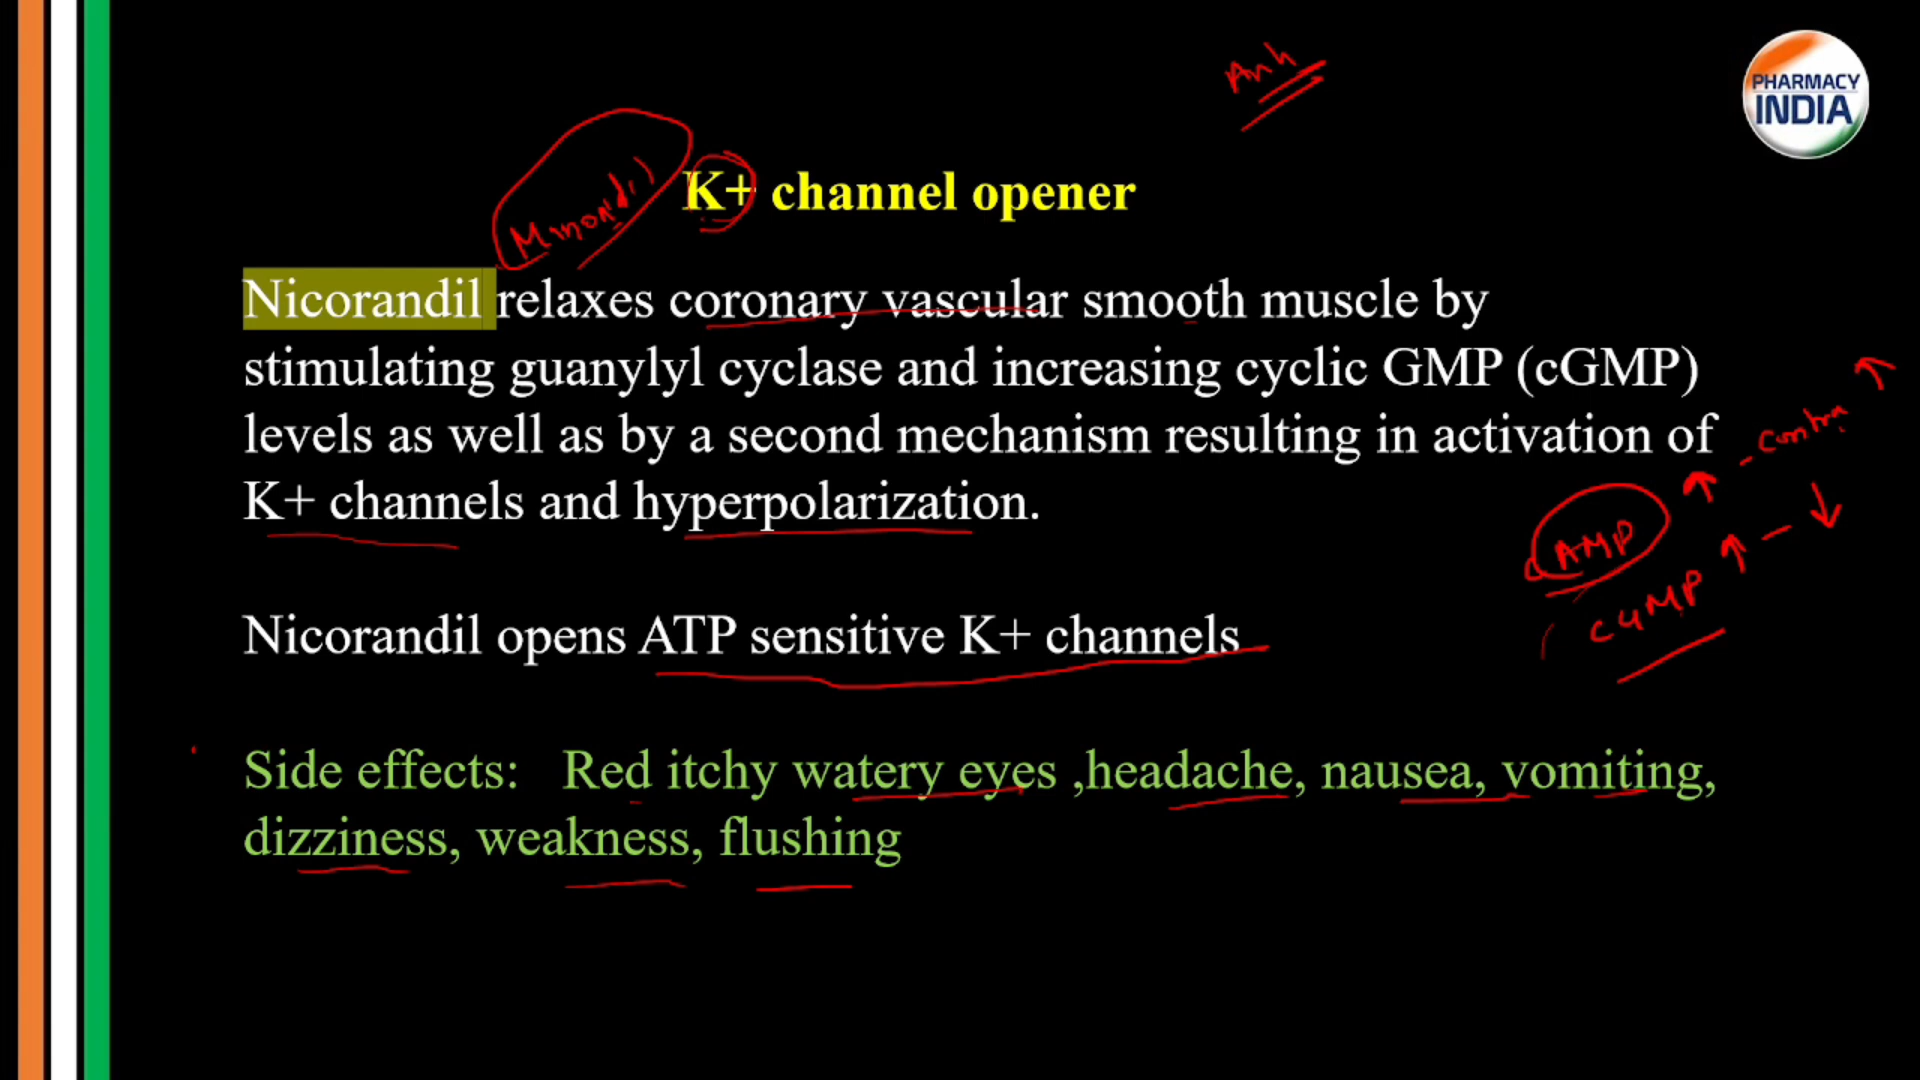 Anh
PHARMACY
INDIA
K+ channel opener
Nicorandil relaxes coronary vascular smooth muscle by
stimulating guanylyl cyclase and increasing cyclic GMP (cGMP)
levels as well as by a second mechanism resulting in activation of
K+ channels and hyperpolarization.
contra ↑
cAMP ↑
cGMP ↑ - ↓
Nicorandil opens ATP sensitive K+ channels
Side effects: Red itchy watery eyes ,headache, nausea, vomiting,
dizziness, weakness, flushing